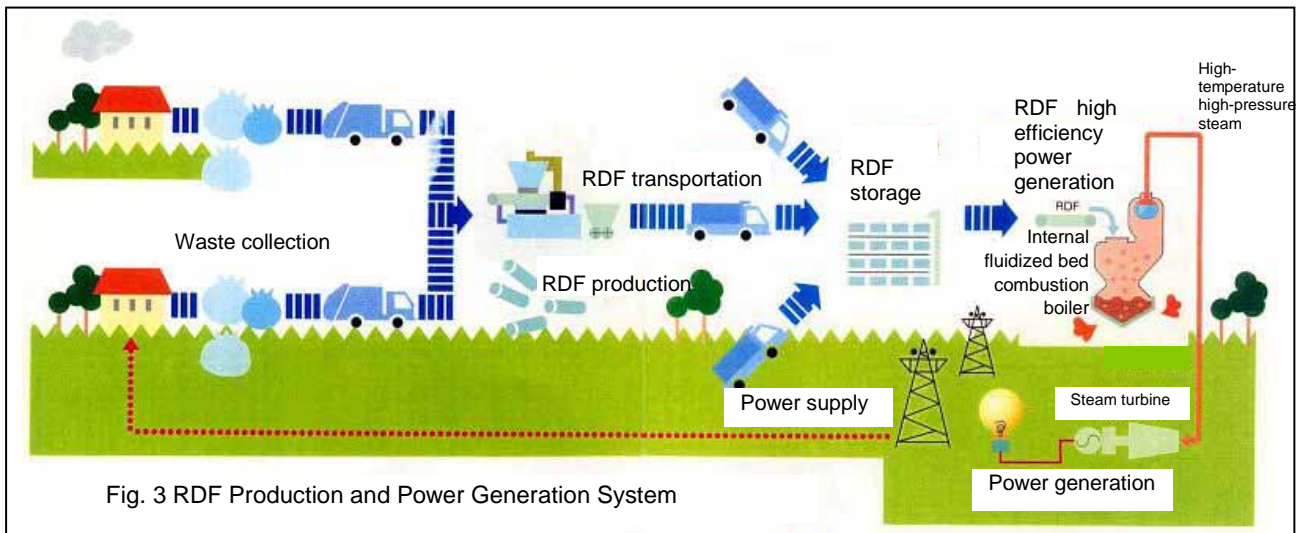 High-
temperature
high-pressure
steam
RDF high
efficiency
power
generation
RDF
storage
RDF transportation
RDF
Waste collection
Internal
fluidized bed
combustion
boiler
RDF production
Power supply
Steam turbine
Power generation
Fig. 3 RDF Production and Power Generation System